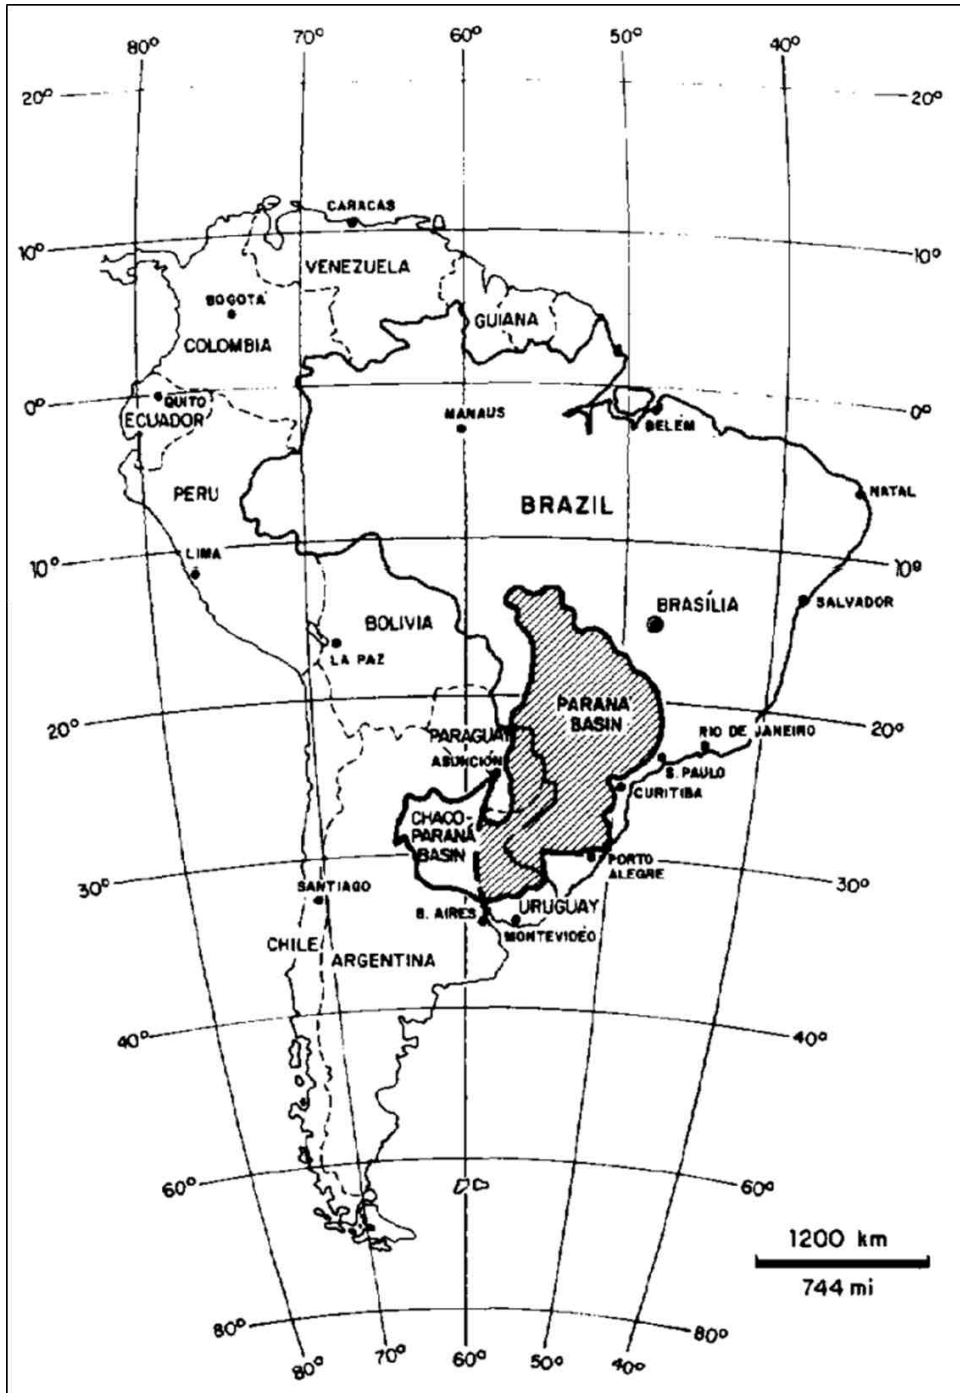 80°
70°
60°
50°
40°
20°
20°
CARACAS
10°
10°
VENEZUELA
BOGOTÁ
GUIANA
COLOMBIA
0°
QUITO
MANAUS
0°
ECUADOR
BELÉM
PERU
BRAZIL
NATAL
LIMA
10°
10°
BRASÍLIA
SALVADOR
BOLIVIA
LA PAZ
PARANÁ
BASIN
20°
20°
PARAGUAY
RIO DE JANEIRO
ASUNCIÓN
S. PAULO
CURITIBA
CHACO-
PARANÁ
BASIN
PORTO
ALEGRE
30°
30°
SANTIAGO
B. AIRES
URUGUAY
MONTEVIDÉO
CHILE
ARGENTINA
40°
40°
60°
60°
1200 km
744 mi
80°
80°
80°
70°
60°
50°
40°